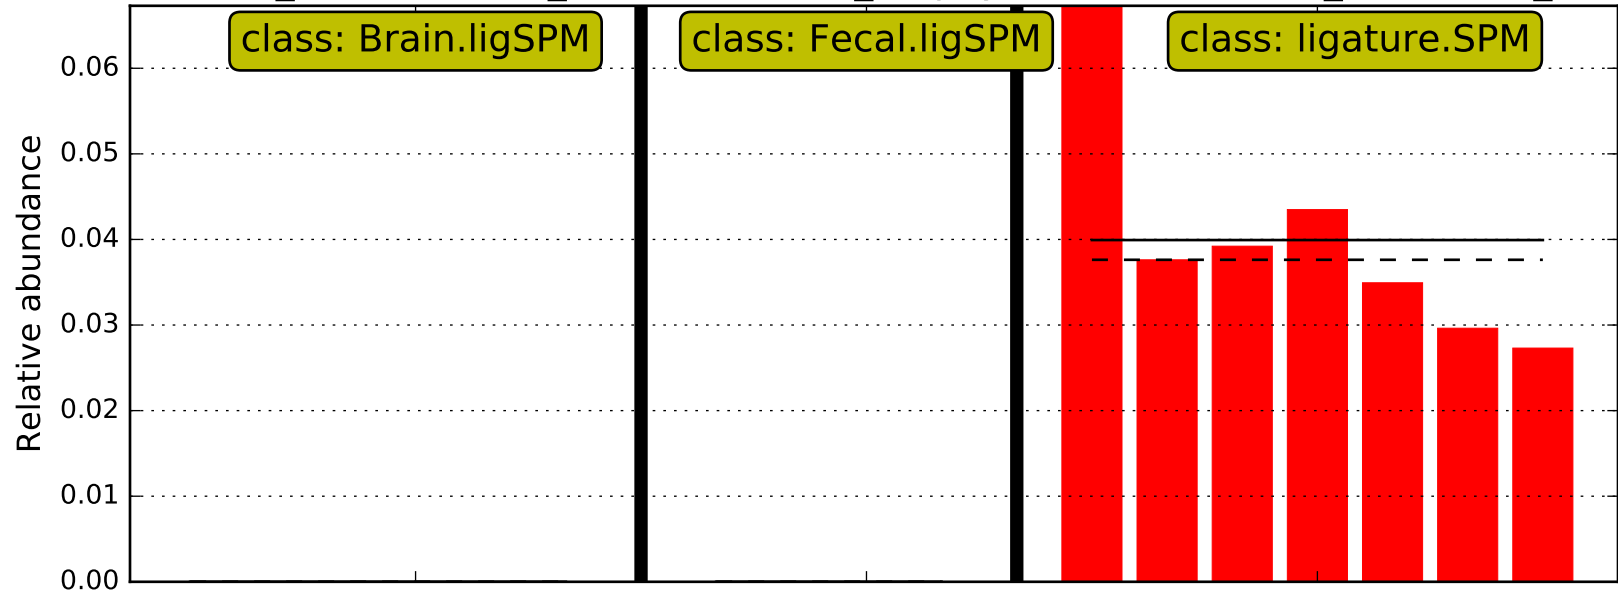 class: Brain.ligSPM
class: Fecal.ligSPM
class: ligature.SPM
Relative abundance
0.06
0.05
0.04
0.03
0.02
0.01
0.00